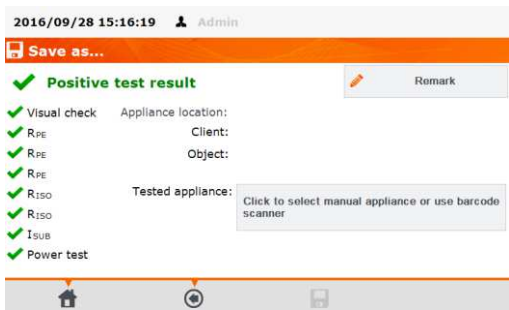 2016/09/28 15:16:19 Admin
Save as...
Positive test result
Remark
Visual check
RPE
RPE
RPE
RISO
RISO
ISUB
Power test
Appliance location:
Client:
Object:
Tested appliance:
Click to select manual appliance or use barcode
scanner